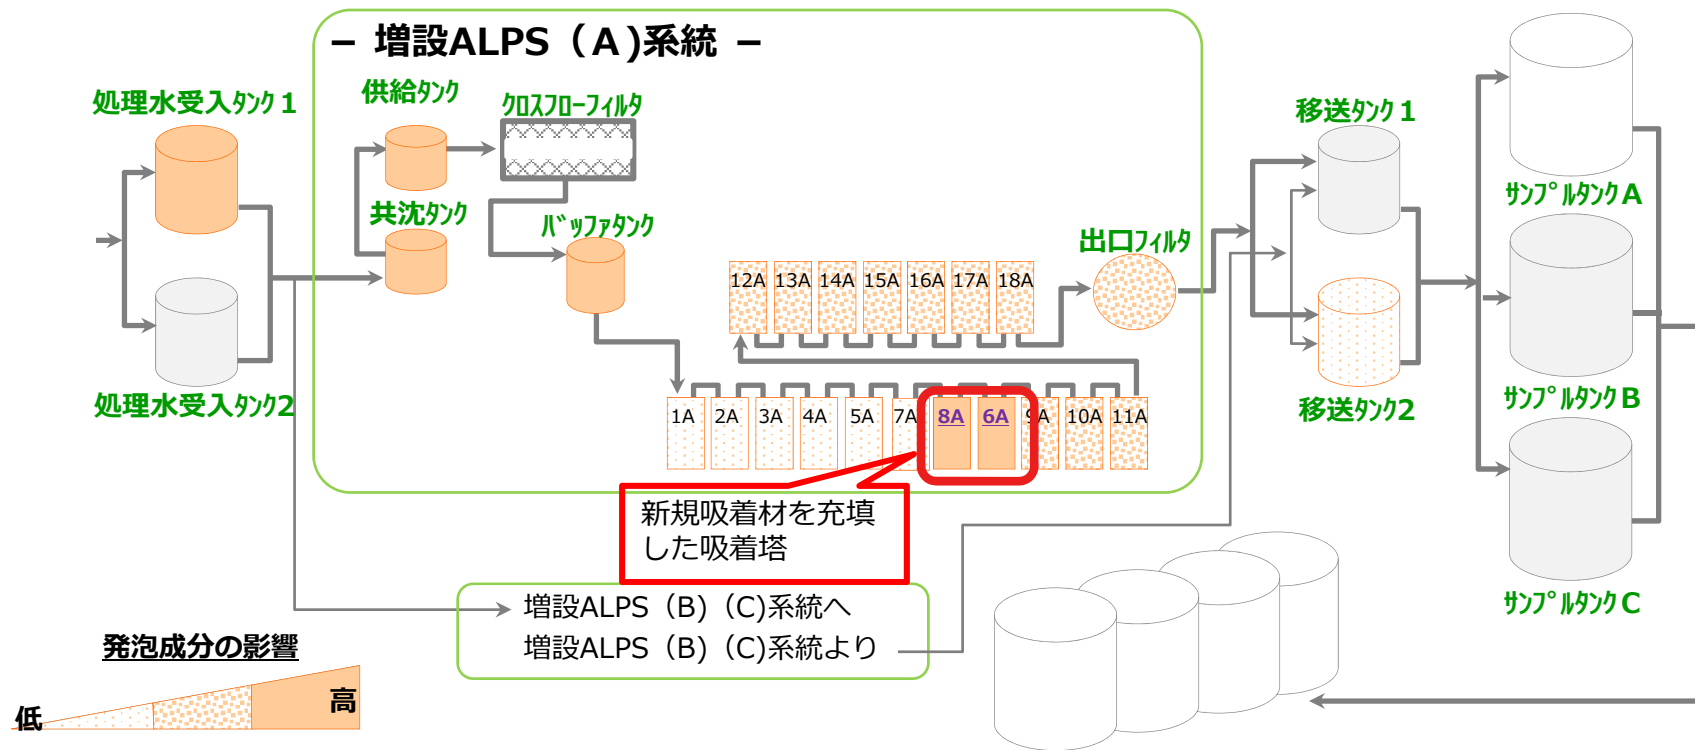 − 増設ALPS（A)系統 −
処理水受入ﾀﾝｸ1
処理水受入ﾀﾝｸ2
供給ﾀﾝｸ
ｸﾛｽﾌﾛｰﾌｨﾙﾀ
共沈ﾀﾝｸ
ﾊﾞｯﾌｧﾀﾝｸ
12A 13A 14A 15A 16A 17A 18A
出口ﾌｨﾙﾀ
1A 2A 3A 4A 5A 7A 8A 6A 9A 10A 11A
新規吸着材を充填
した吸着塔
移送ﾀﾝｸ1
移送ﾀﾝｸ2
ｻﾝﾌﾟﾙﾀﾝｸA
ｻﾝﾌﾟﾙﾀﾝｸB
ｻﾝﾌﾟﾙﾀﾝｸC
増設ALPS（B)（C)系統へ
増設ALPS（B)（C)系統より
発泡成分の影響
低
高